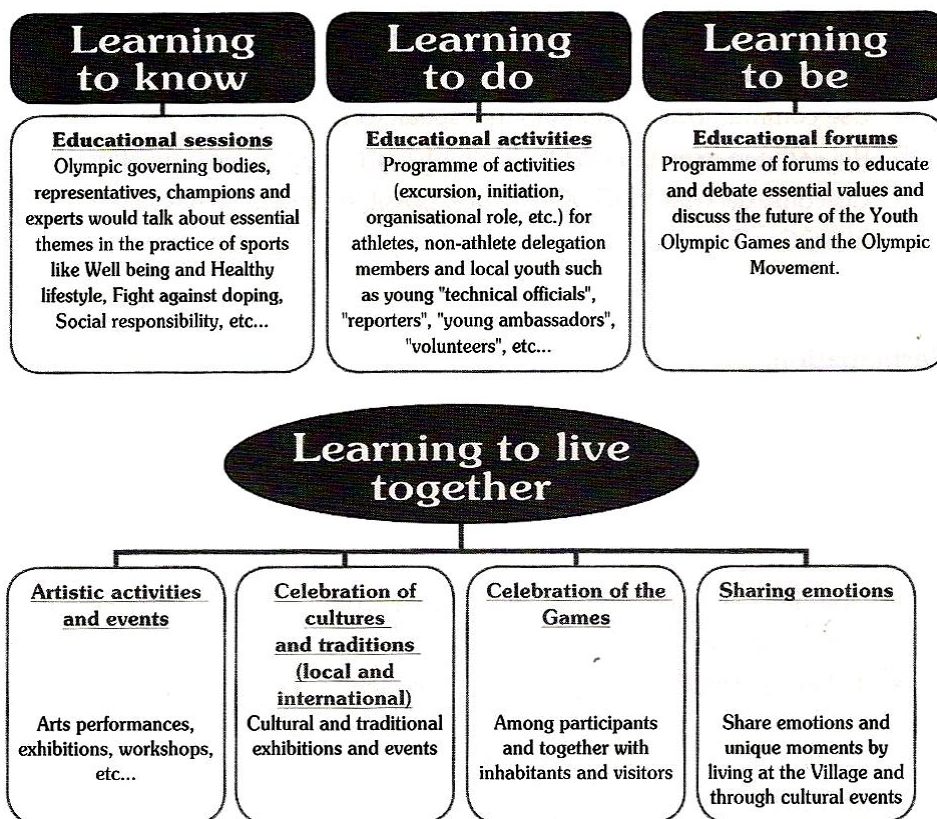 Learning
to know
Educational sessions
Olympic governing bodies,
representatives, champions and
experts would talk about essential
themes in the practice of sports
like Well being and Healthy
lifestyle, Fight against doping,
Social responsibility, etc...
Learning
to do
Educational activities
Programme of activities
(excursion, initiation,
organisational role, etc.) for
athletes, non-athlete delegation
members and local youth such
as young "technical officials",
"reporters", "young ambassadors",
"volunteers", etc...
Learning
to be
Educational forums
Programme of forums to educate
and debate essential values and
discuss the future of the Youth
Olympic Games and the Olympic
Movement.
Learning to live
together
Artistic activities
and events
Arts performances,
exhibitions, workshops,
etc...
Celebration of
cultures
and traditions
(local and
international)
Cultural and traditional
exhibitions and events
Celebration of the
Games
Among participants
and together with
inhabitants and visitors
Sharing emotions
Share emotions and
unique moments by
living at the Village and
through cultural events